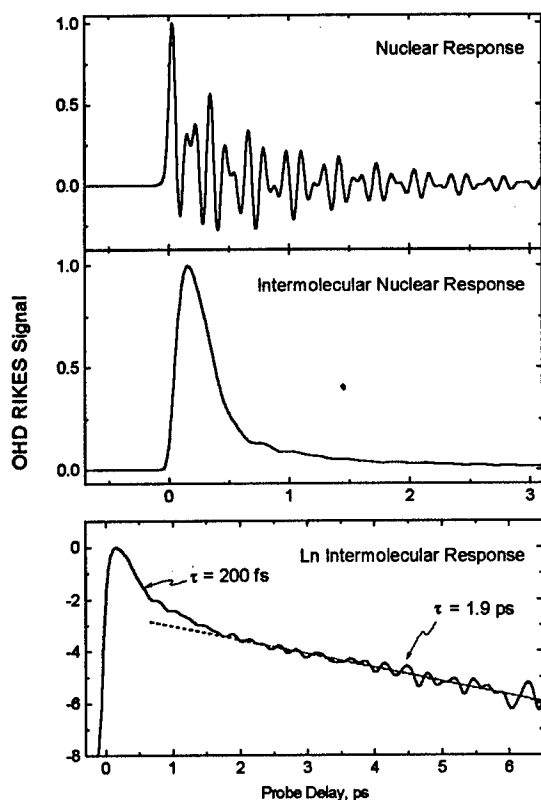 Nuclear Response
1.0
0.5
0.0
Intermolecular Nuclear Response
1.0
0.5
0.0
0 1 2 3
OHD RIKES Signal
Ln Intermolecular Response
τ = 200 fs
τ = 1.9 ps
0
-2
-4
-6
-8
0 1 2 3 4 5 6
Probe Delay, ps